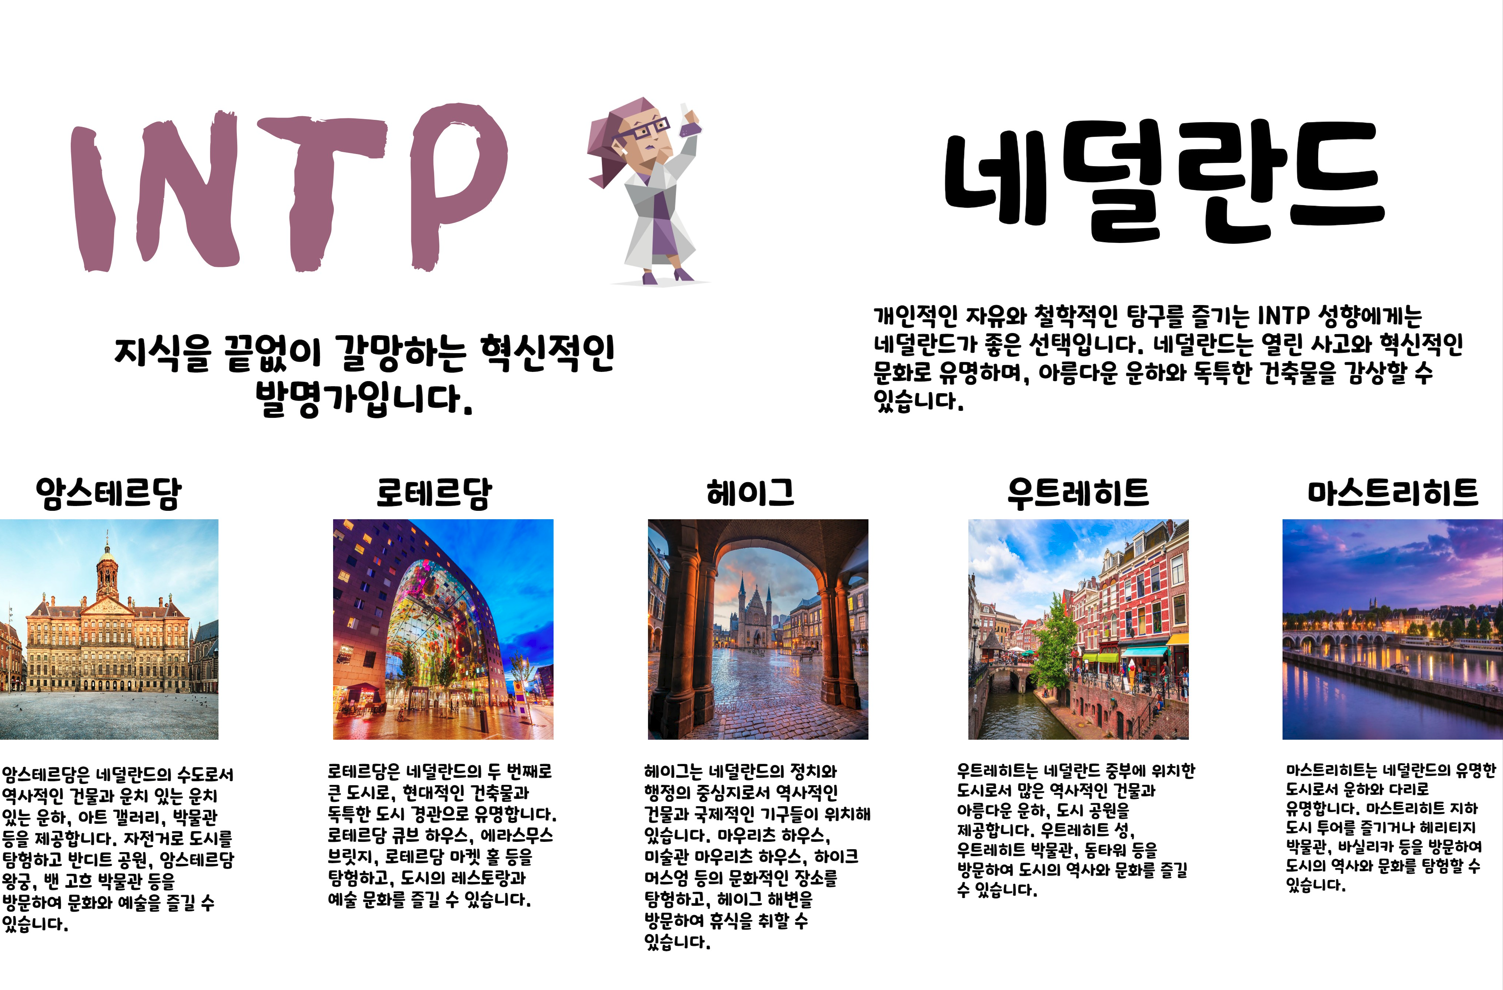 INTP
네덜란드
지식을 끝없이 갈망하는 혁신적인
발명가입니다.
개인적인 자유와 철학적인 탐구를 즐기는 INTP 성향에게는
네덜란드가 좋은 선택입니다. 네덜란드는 열린 사고와 혁신적인
문화로 유명하며, 아름다운 운하와 독특한 건축물을 감상할 수
있습니다.
암스테르담
암스테르담은 네덜란드의 수도로서
역사적인 건물과 운치 있는 운치
있는 운하, 아트 갤러리, 박물관
등을 제공합니다. 자전거로 도시를
탐험하고 반디트 공원, 암스테르담
왕궁, 밴 고흐 박물관 등을
방문하여 문화와 예술을 즐길 수
있습니다.
로테르담
로테르담은 네덜란드의 두 번째로
큰 도시로, 현대적인 건축물과
독특한 도시 경관으로 유명합니다.
로테르담 큐브 하우스, 에라스무스
브릿지, 로테르담 마켓 홀 등을
탐험하고, 도시의 레스토랑과
예술 문화를 즐길 수 있습니다.
헤이그
헤이그는 네덜란드의 정치와
행정의 중심지로서 역사적인
건물과 국제적인 기구들이 위치해
있습니다. 마우리츠 하우스,
미술관 마우리츠 하우스, 하이크
머스엄 등의 문화적인 장소를
탐험하고, 헤이그 해변을
방문하여 휴식을 취할 수
있습니다.
우트레히트
우트레히트는 네덜란드 중부에 위치한
도시로서 많은 역사적인 건물과
아름다운 운하, 도시 공원을
제공합니다. 우트레히트 성,
우트레히트 박물관, 돔타워 등을
방문하여 도시의 역사와 문화를 즐길
수 있습니다.
마스트리히트
마스트리히트는 네덜란드의 유명한
도시로서 운하와 다리로
유명합니다. 마스트리히트 지하
도시 투어를 즐기거나 헤리티지
박물관, 바실리카 등을 방문하여
도시의 역사와 문화를 탐험할 수
있습니다.